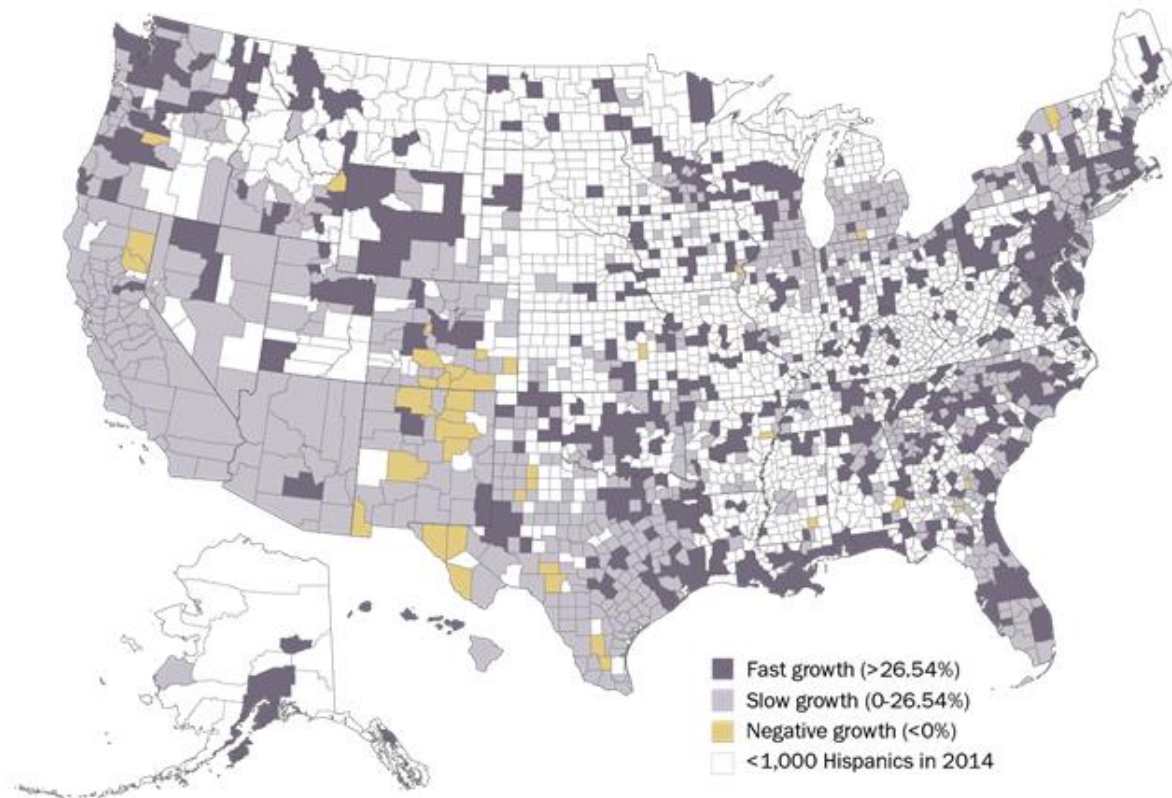 Fast growth (>26.54%)
Slow growth (0-26.54%)
Negative growth (<0%)
<1,000 Hispanics in 2014